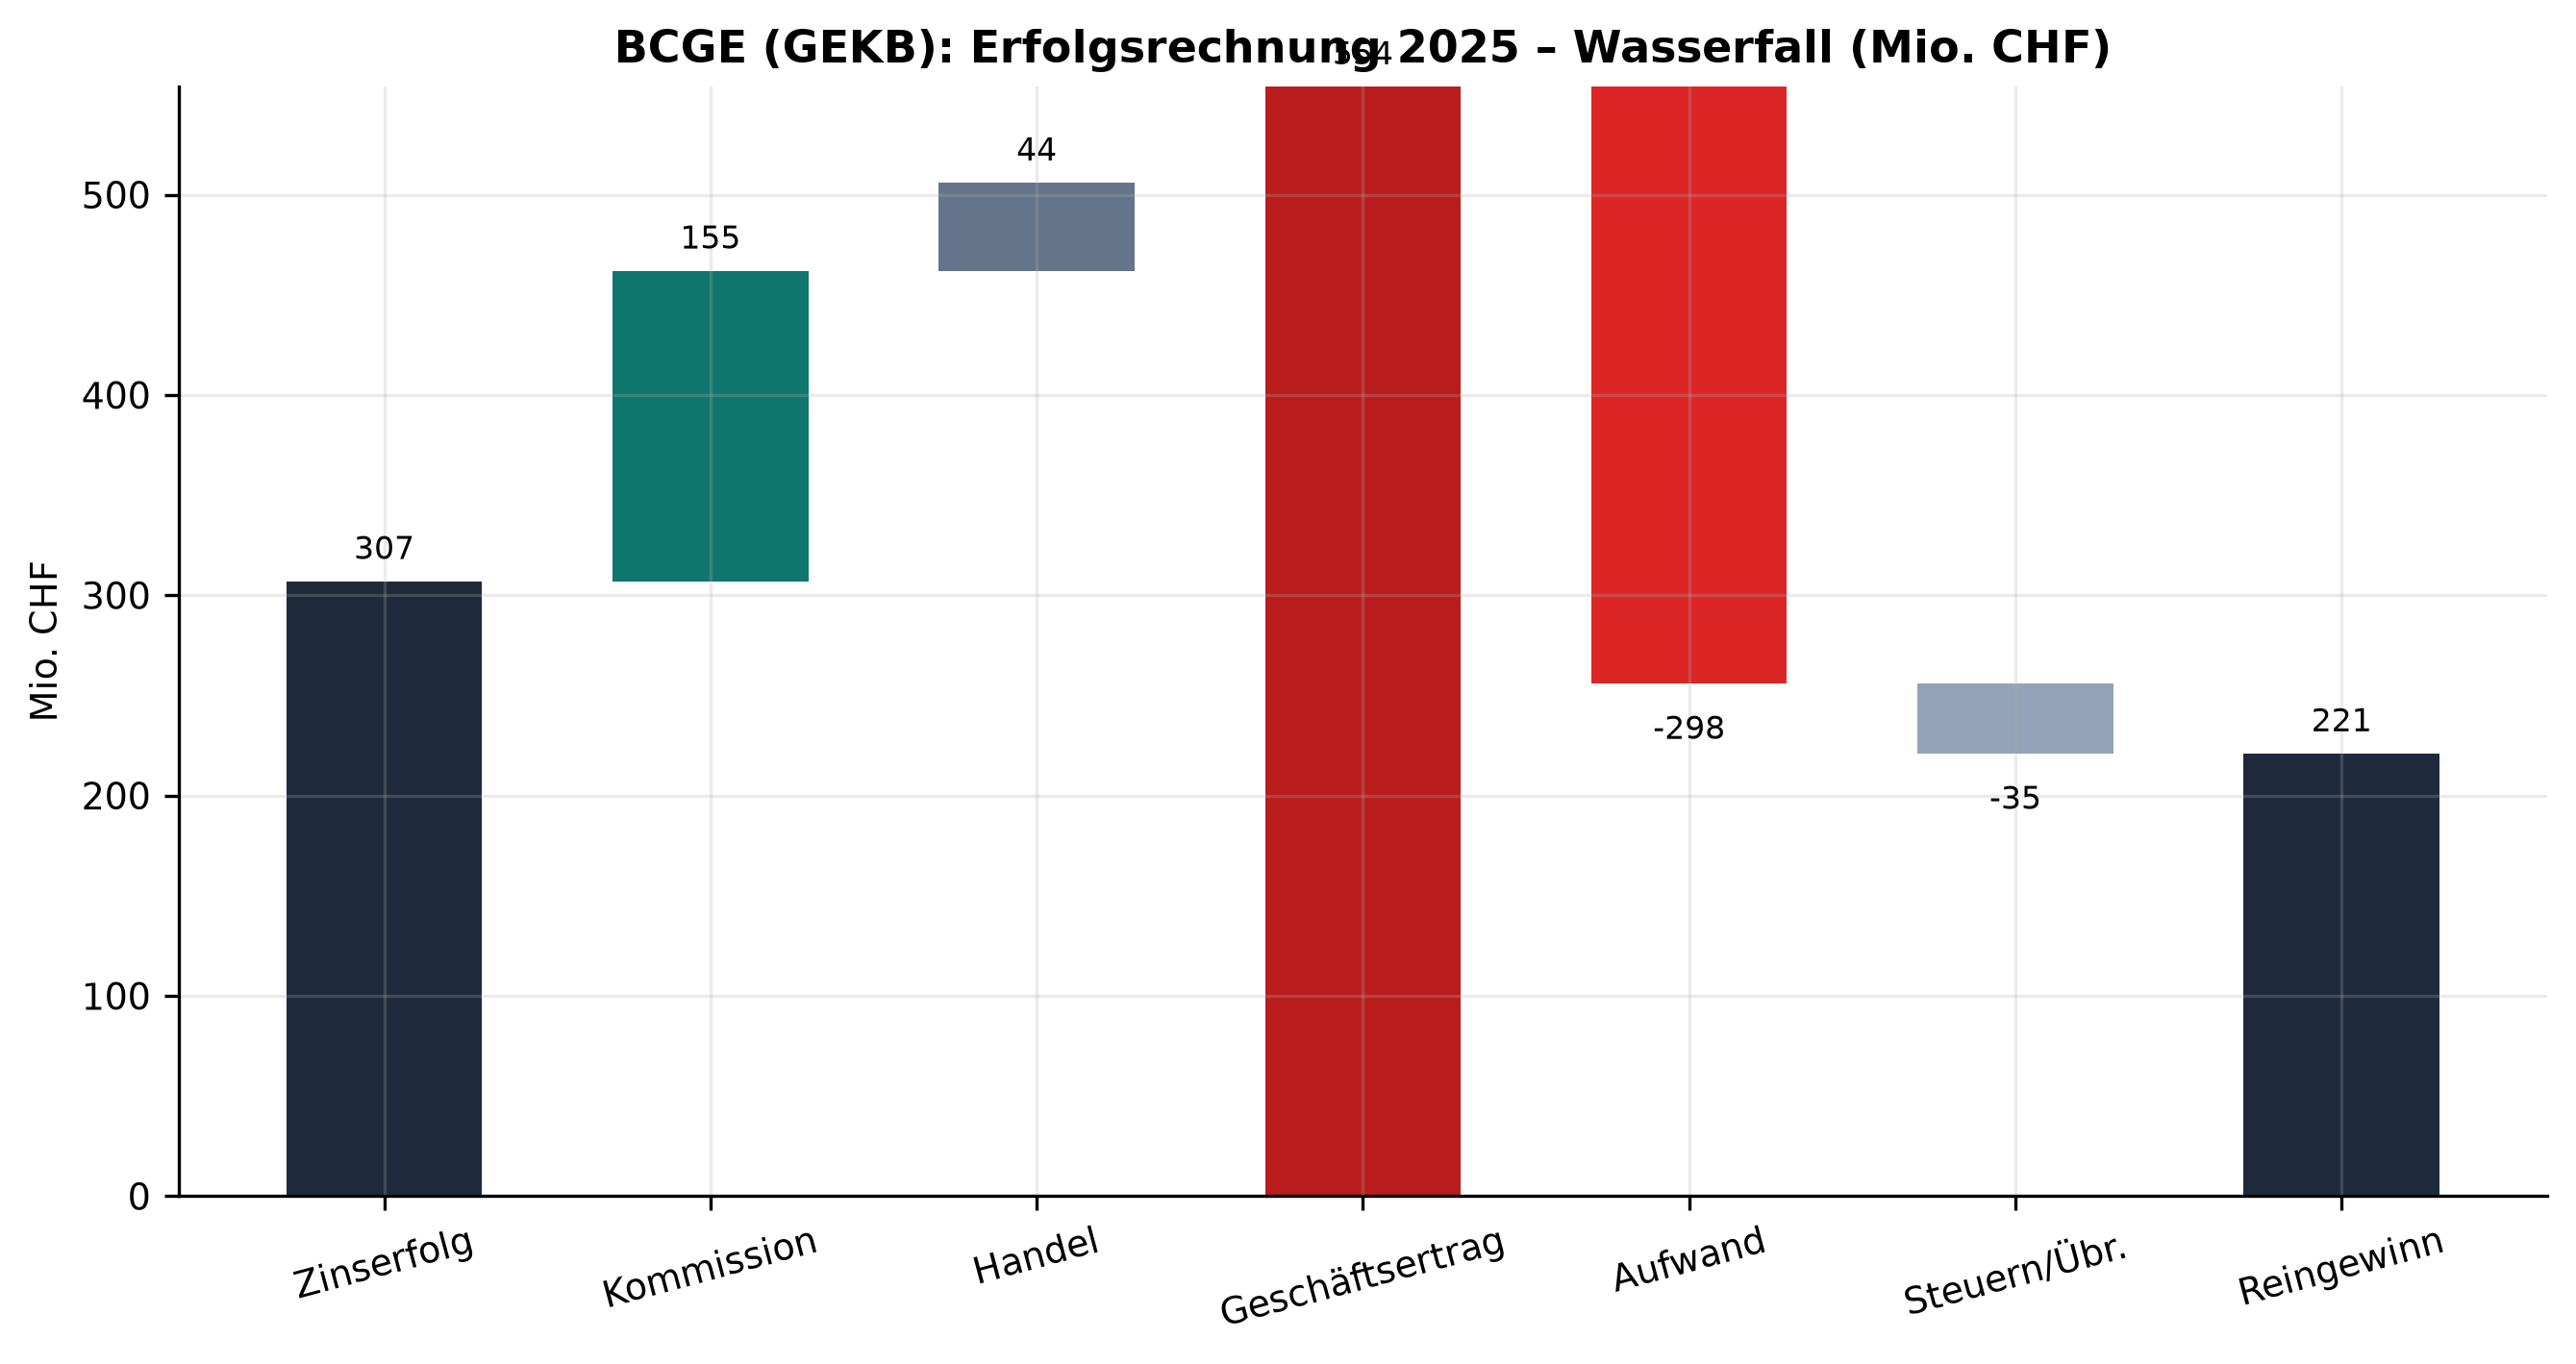 BCGE (GEKB): Erfolgsrechnung 2025 – Wasserfall (Mio. CHF)
554
44
500
155
400
307
Mio. CHF
300
-298
221
200
-35
100
0
Zinserfolg
Kommission
Handel
Geschäftsertrag
Aufwand
Steuern/Übr.
Reingewinn